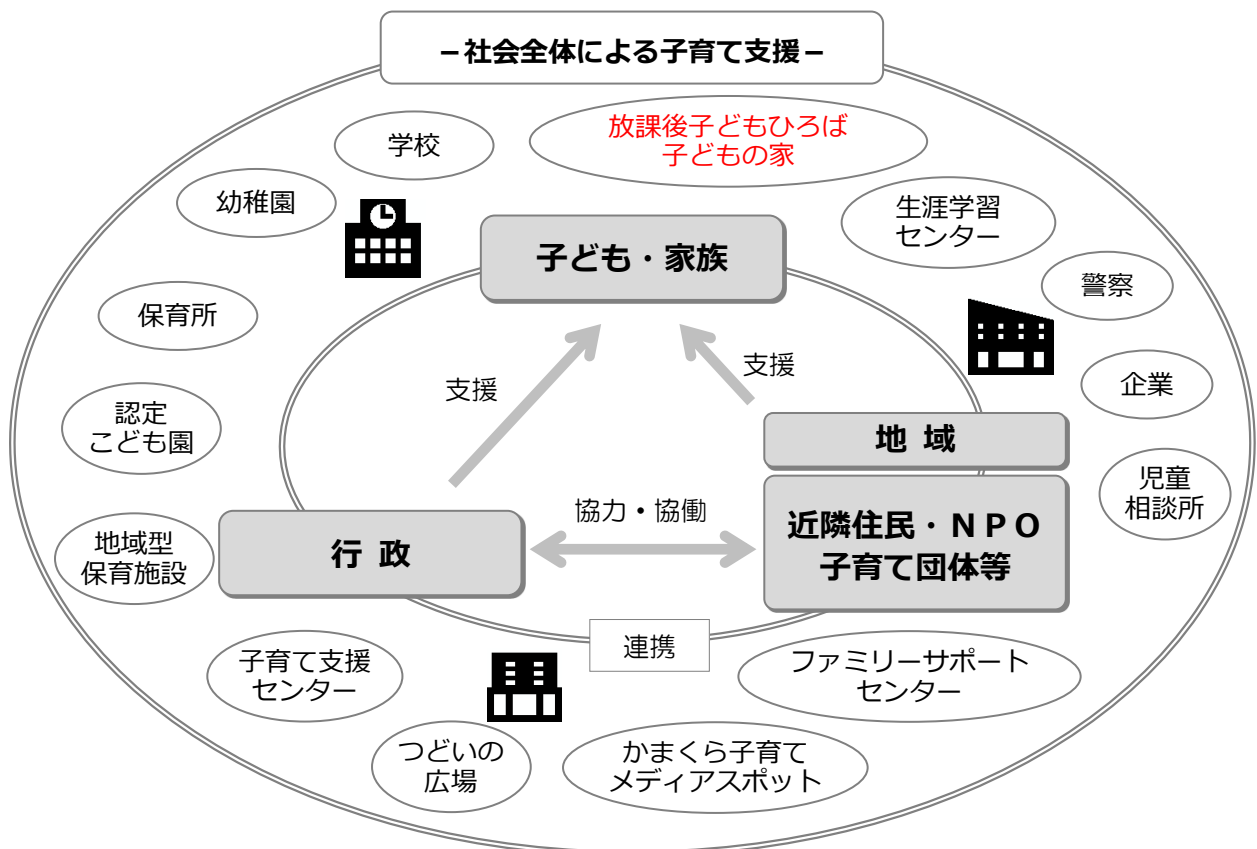 －社会全体による子育て支援－
学校
放課後子どもひろば
子どもの家
幼稚園
生涯学習
センター
子ども・家族
警察
保育所
支援
支援
企業
認定
こども園
地 域
児童
相談所
協力・協働
近隣住民・ＮＰＯ
子育て団体等
地域型
保育施設
行 政
連携
子育て支援
センター
ファミリーサポート
センター
つどいの
広場
かまくら子育て
メディアスポット